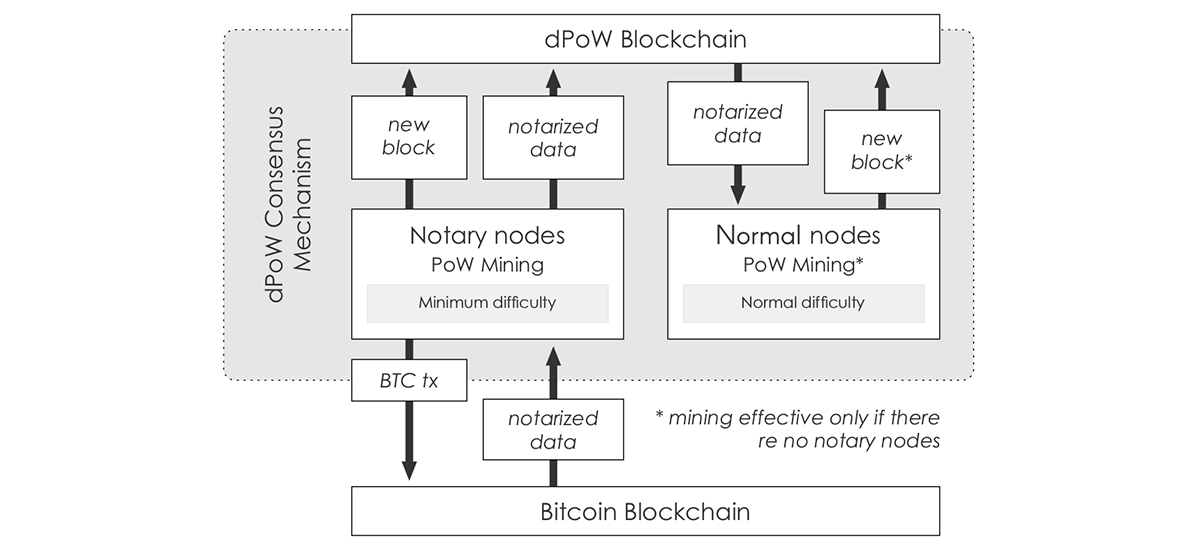 dPoW Blockchain
dPoW Consensus
Mechanism
new
block
notarized
data
notarized
data
new
block*
Notary nodes
PoW Mining
Minimum difficulty
Normal nodes
PoW Mining*
Normal difficulty
BTC tx
notarized
data
* mining effective only if there
re no notary nodes
Bitcoin Blockchain